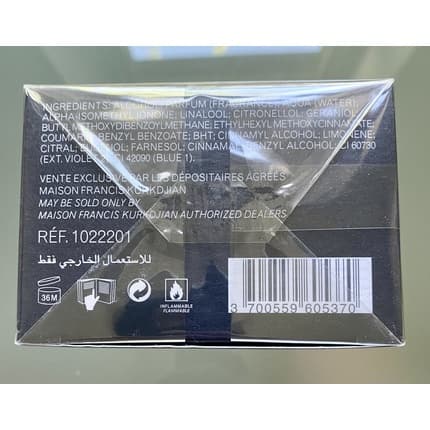 INGREDIENTS: ALCOHOL; PARFUM (FRAGRANCE); AQUA (WATER);
ALPHA-ISOMETHYL IONONE; LINALOOL; CITRONELLOL; GERANIOL;
BUTYL METHOXYDIBENZOYLMETHANE; ETHYLHEXYL METHOXYCINNAMATE;
COUMARIN; BENZYL BENZOATE; BHT; CINNAMYL ALCOHOL; LIMONENE;
CITRAL; EUGENOL; FARNESOL; CINNAMAL; BENZYL ALCOHOL; CI 60730
(EXT. VIOLET 2); CI 42090 (BLUE 1).
VENTE EXCLUSIVE PAR LES DÉPOSITAIRES AGRÉÉS
MAISON FRANCIS KURKDJIAN
MAY BE SOLD ONLY BY
MAISON FRANCIS KURKDJIAN AUTHORIZED DEALERS.
RÉF. 1022201
للاستعمال الخارجي فقط
36M
INFLAMMABLE
FLAMMABLE
3 700559 605370